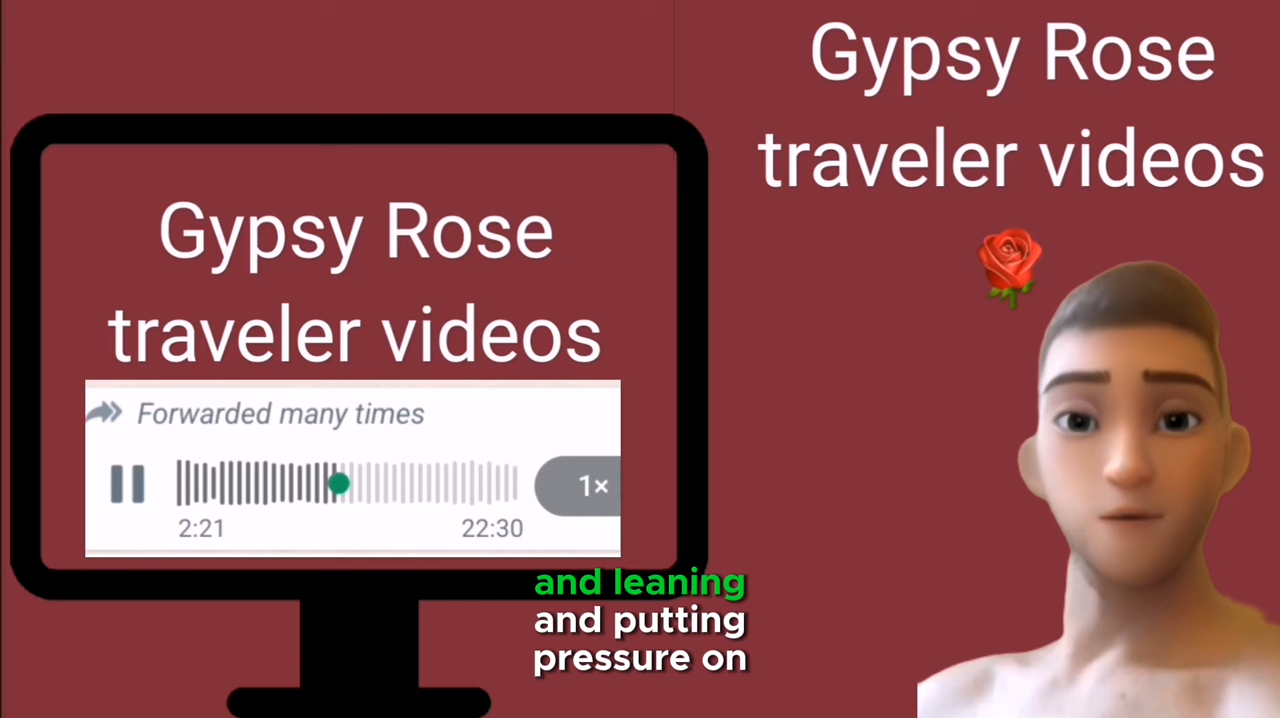 Gypsy Rose
traveler videos
Gypsy Rose
traveler videos
Forwarded many times
1×
2:21
22:30
and leaning
and putting
pressure on